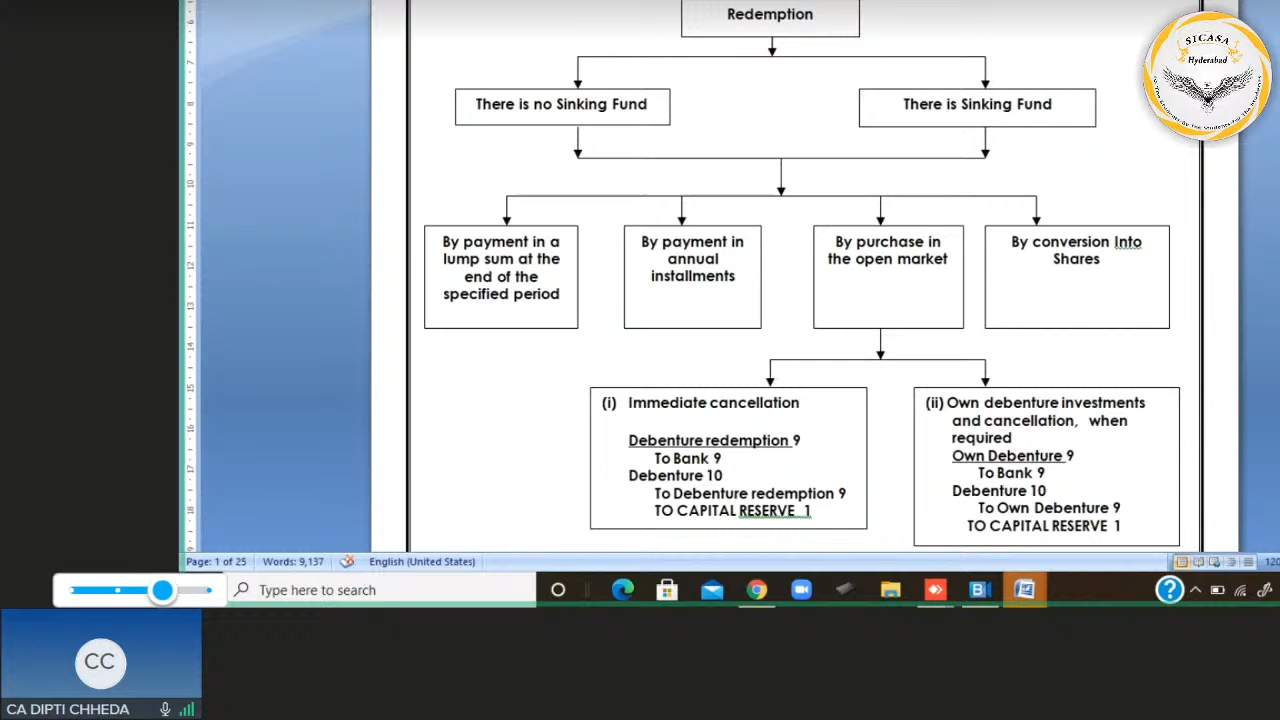 Redemption
SICASA
Hyderabad
There is no Sinking Fund
There is Sinking Fund
By payment in a
lump sum at the
end of the
specified period
By payment in
annual
installments
By purchase in
the open market
By conversion Into
Shares
(i) Immediate cancellation
Debenture redemption 9
To Bank 9
Debenture 10
To Debenture redemption 9
TO CAPITAL RESERVE 1
(ii) Own debenture investments
and cancellation, when
required
Own Debenture 9
To Bank 9
Debenture 10
To Own Debenture 9
TO CAPITAL RESERVE 1
Page: 1 of 25
Words: 9,137
English (United States)
120
Type here to search
CC
CA DIPTI CHHEDA